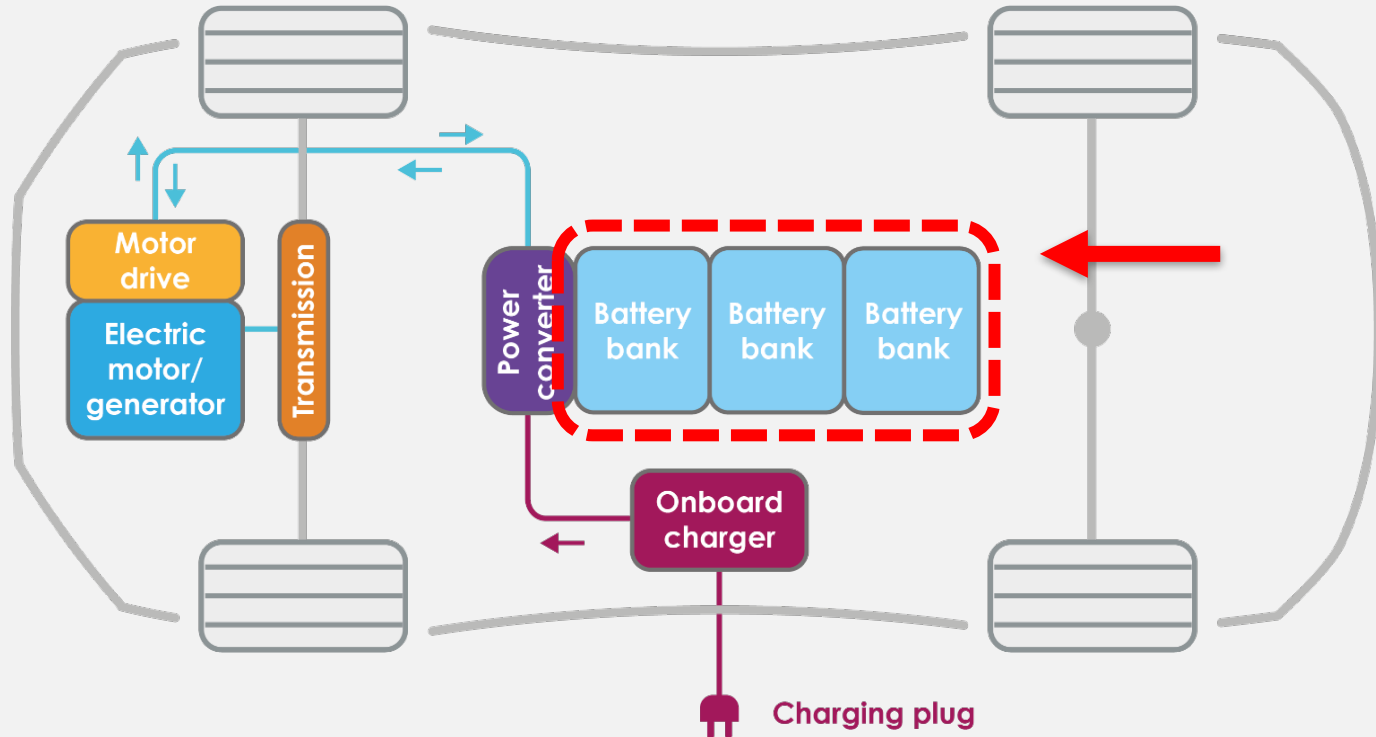 Motor
drive
Electric
motor/
generator
Transmission
Power
converter
Battery
bank
Battery
bank
Battery
bank
Onboard
charger
Charging plug